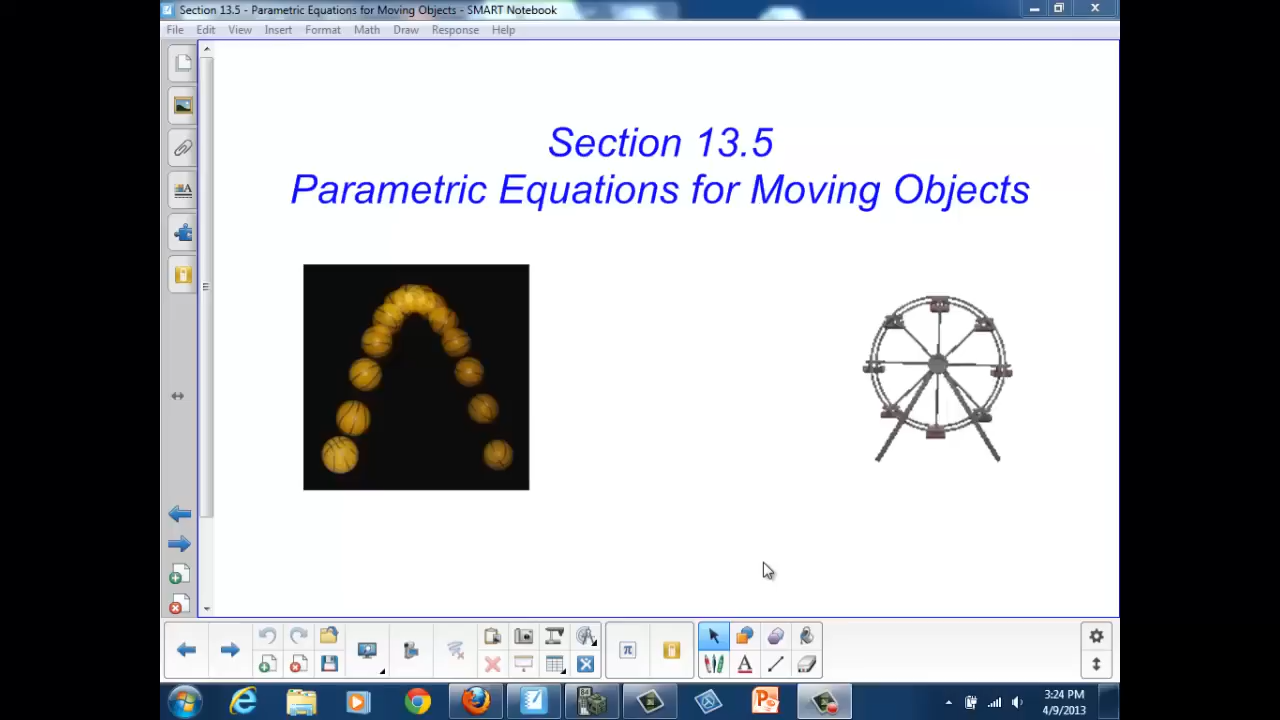 Section 13.5 - Parametric Equations for Moving Objects - SMART Notebook
File Edit View Insert Format Math Draw Response Help
Section 13.5
Parametric Equations for Moving Objects
3:24 PM
4/9/2013